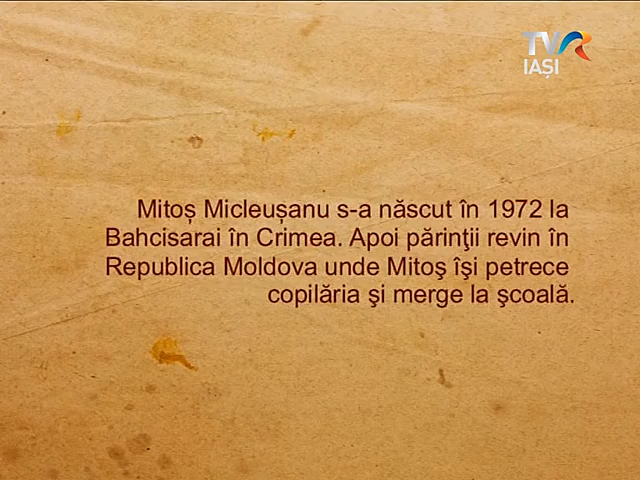 TVR
IAȘI
Mitoș Micleușanu s-a născut în 1972 la
Bahcisarai în Crimea. Apoi părinţii revin în
Republica Moldova unde Mitoş îşi petrece
copilăria şi merge la şcoală.